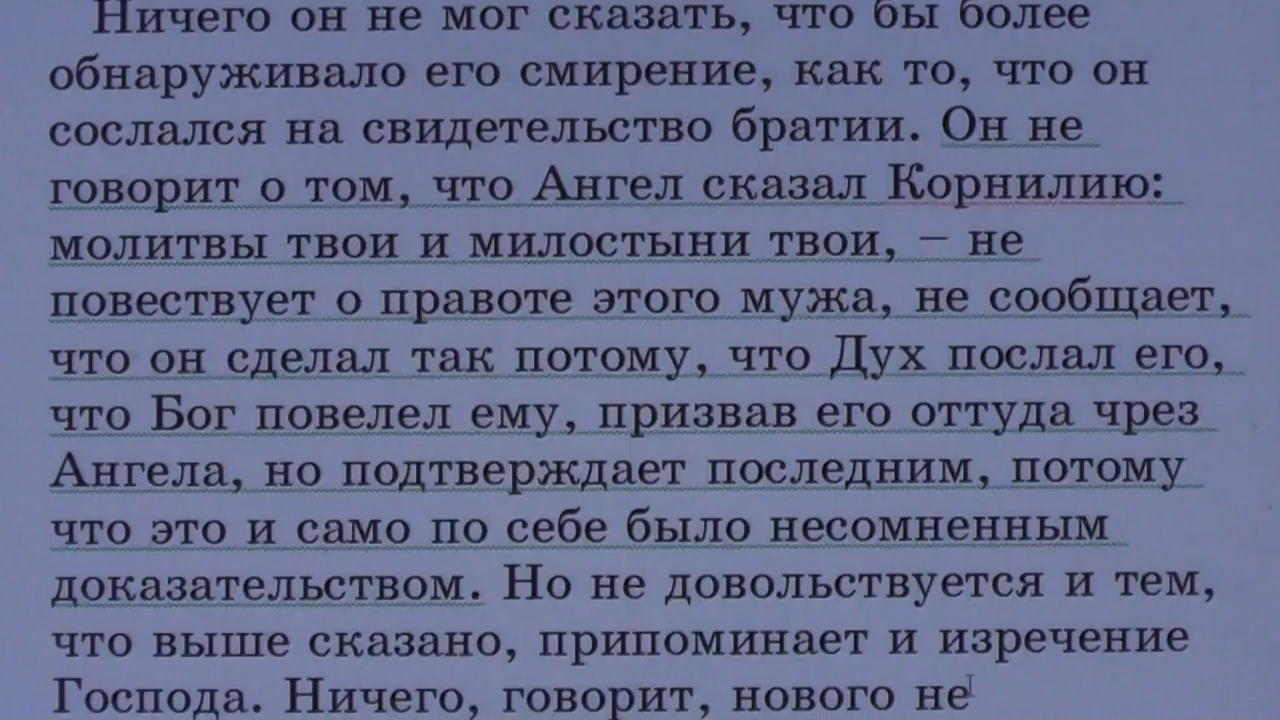 Ничего он не мог сказать, что бы более
обнаруживало его смирение, как то, что он
сослался на свидетельство братии. Он не
говорит о том, что Ангел сказал Корнилию:
молитвы твои и милостыни твои, – не
повествует о правоте этого мужа, не сообщает,
что он сделал так потому, что Дух послал его,
что Бог повелел ему, призвав его оттуда чрез
Ангела, но подтверждает последним, потому
что это и само по себе было несомненным
доказательством. Но не довольствуется и тем,
что выше сказано, припоминает и изречение
Господа. Ничего, говорит, нового не